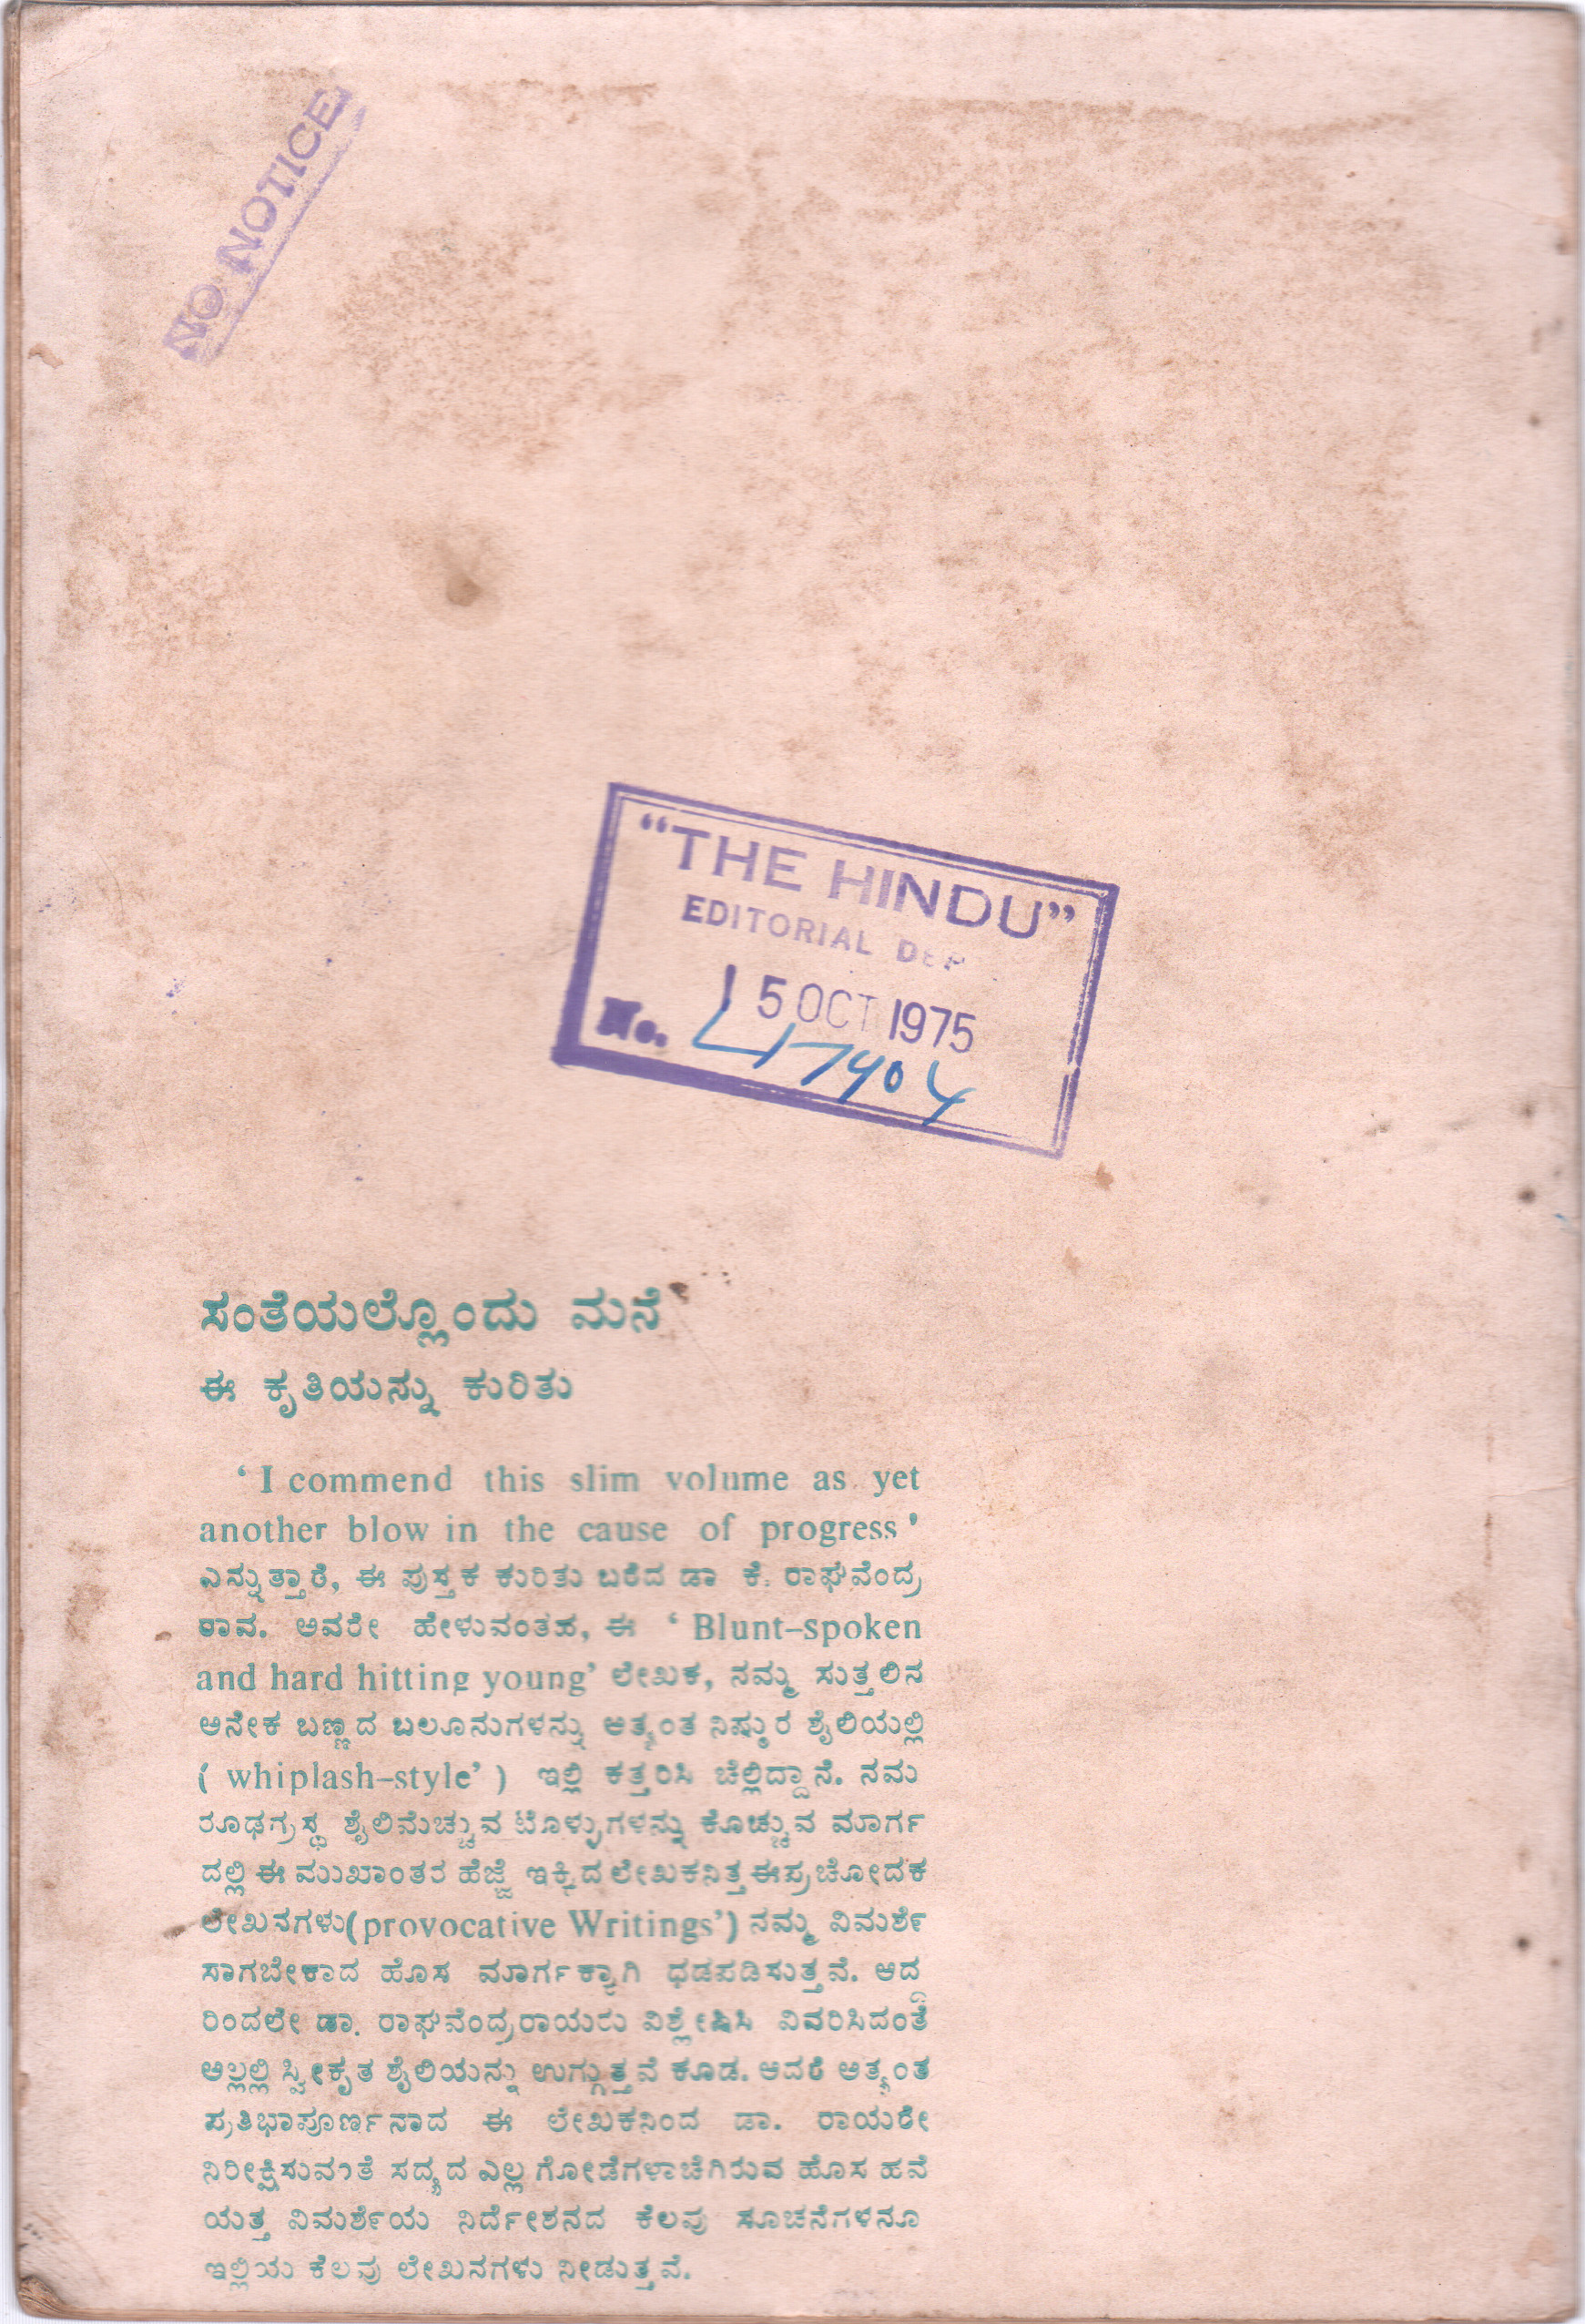 NO NOTICE
“THE HINDU”
EDITORIAL DEP
5 OCT 1975
No.
ಸಂತೆಯಲ್ಲೊಂದು ಮನೆ
ಈ ಕೃತಿಯನ್ನು ಕುರಿತು
‘ I commend this slim volume as yet
another blow in the cause of progress’
ಎನ್ನುತ್ತಾರೆ, ಈ ಪುಸ್ತಕ ಕುರಿತು ಬರೆದ ಡಾ ಕೆ. ರಾಘವೆಂದ್ರ
ರಾವ. ಅವರೇ ಹೇಳುವಂತಹ, ಈ ‘ Blunt–spoken
and hard hitting young’ ಲೇಖಕ, ನಮ್ಮ ಸುತ್ತಲಿನ
ಅನೇಕ ಬಣ್ಣದ ಬಲೂನುಗಳನ್ನು ಅತ್ಯಂತ ನಿಷ್ಠುರ ಶೈಲಿಯಲ್ಲಿ
( whiplash–style’ ) ಇಲ್ಲಿ ಕತ್ತರಿಸಿ ಚೆಲ್ಲಿದ್ದಾನೆ. ನಮ
ರೂಢಗ್ರಸ್ಥ ಶೈಲಿಮೆಚ್ಚುವ ಟೊಳ್ಳುಗಳನ್ನು ಕೊಚ್ಚುವ ಮಾರ್ಗ
ದಲ್ಲಿ ಈ ಮುಖಾಂತರ ಹೆಜ್ಜೆ ಇಕ್ಕಿದ ಲೇಖಕನಿತ್ತ ಈಪ್ರಚೋದಕ
ಲೇಖನಗಳು(provocative Writings’) ನಮ್ಮ ವಿಮರ್ಶೆ
ಸಾಗಬೇಕಾದ ಹೊಸ ಮಾರ್ಗಕ್ಕಾಗಿ ಧಡಪಡಿಸುತ್ತವೆ. ಆದ್ದ
ರಿಂದಲೇ ಡಾ. ರಾಘವೆಂದ್ರರಾಯರು ವಿಶ್ಲೇಷಿಸಿ ವಿವರಿಸಿದಂತೆ
ಅಲ್ಲಲ್ಲಿ ಸ್ವೀಕೃತ ಶೈಲಿಯನ್ನು ಉಗ್ಗುತ್ತವೆ ಕೂಡ. ಆದರೆ ಅತ್ಯಂತ
ಪ್ರತಿಭಾಪೂರ್ಣನಾದ ಈ ಲೇಖಕನಿಂದ ಡಾ. ರಾಯರೇ
ನಿರೀಕ್ಷಿಸುವಂತೆ ಸಧ್ಯದ ಎಲ್ಲ ಗೋಡೆಗಳಾಚೆಗಿರುವ ಹೊಸ ಹನೆ
ಯತ್ತ ವಿಮರ್ಶೆಯ ನಿರ್ದೇಶನದ ಕೆಲವು ಸೂಚನೆಗಳನೂ
ಇಲ್ಲಿಯ ಕೆಲವು ಲೇಖನಗಳು ನೀಡುತ್ತವೆ.